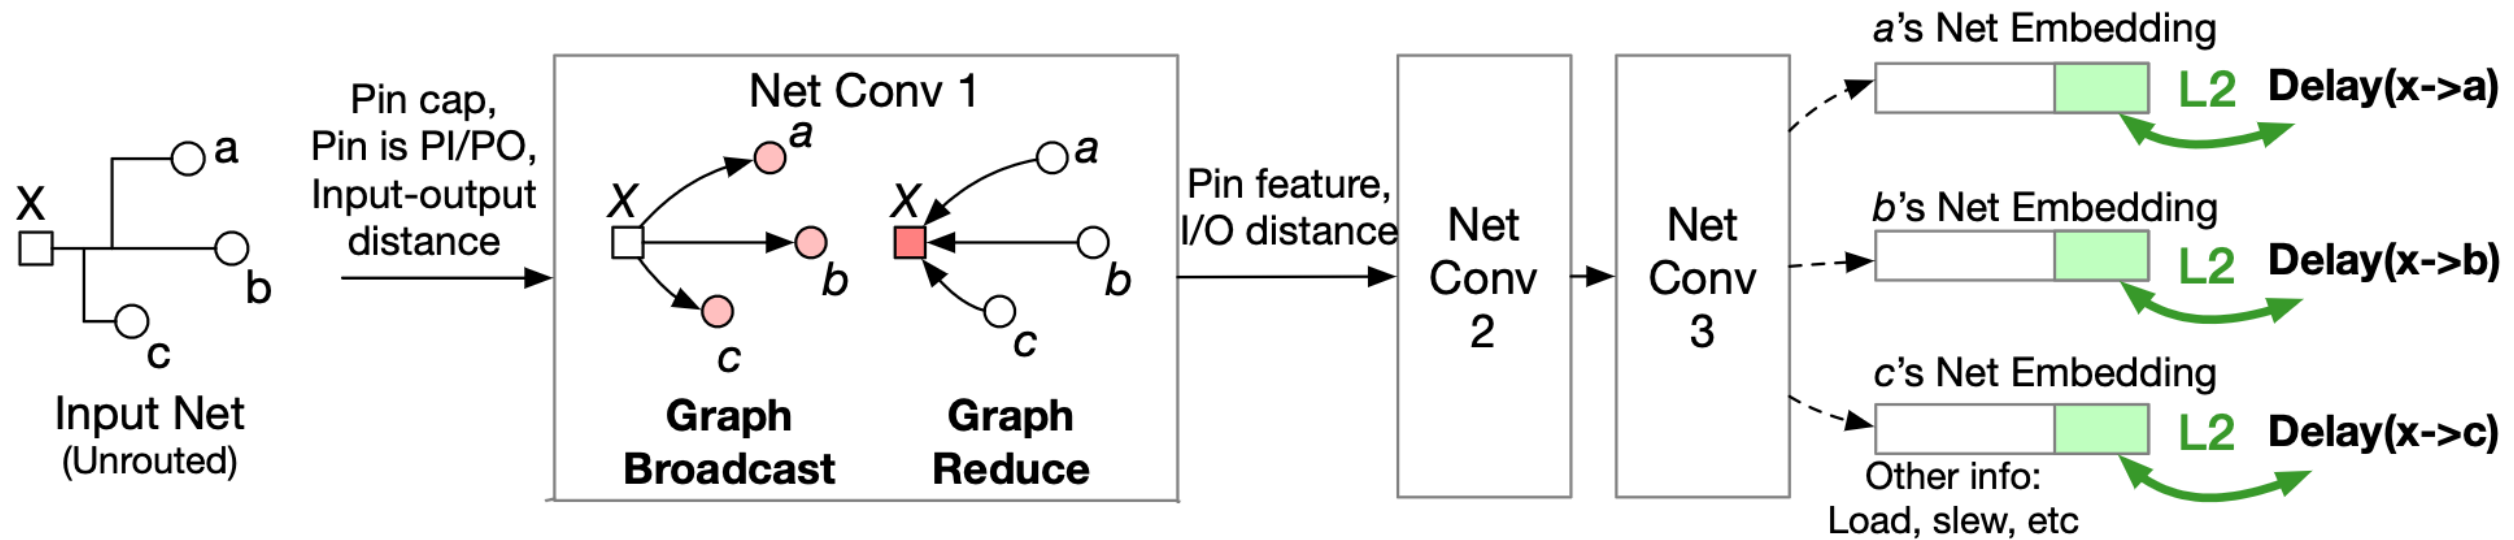 X
a
b
c
Input Net
(Unrouted)
Pin cap,
Pin is PI/PO,
Input-output
distance
Net Conv 1
X
a
b
c
Graph
Broadcast
X
a
b
c
Graph
Reduce
Pin feature,
I/O distance
Net
Conv
2
Net
Conv
3
a's Net Embedding
L2 Delay(x->a)
b's Net Embedding
L2 Delay(x->b)
c's Net Embedding
L2 Delay(x->c)
Other info:
Load, slew, etc